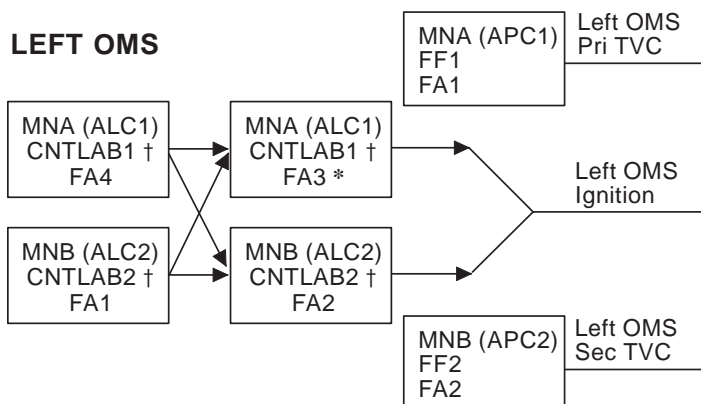 LEFT OMS
MNA (APC1)
FF1
FA1
Left OMS
Pri TVC
MNA (ALC1)
CNTLAB1 †
FA4
MNA (ALC1)
CNTLAB1 †
FA3 *
Left OMS
Ignition
MNB (ALC2)
CNTLAB2 †
FA1
MNB (ALC2)
CNTLAB2 †
FA2
MNB (APC2)
FF2
FA2
Left OMS
Sec TVC